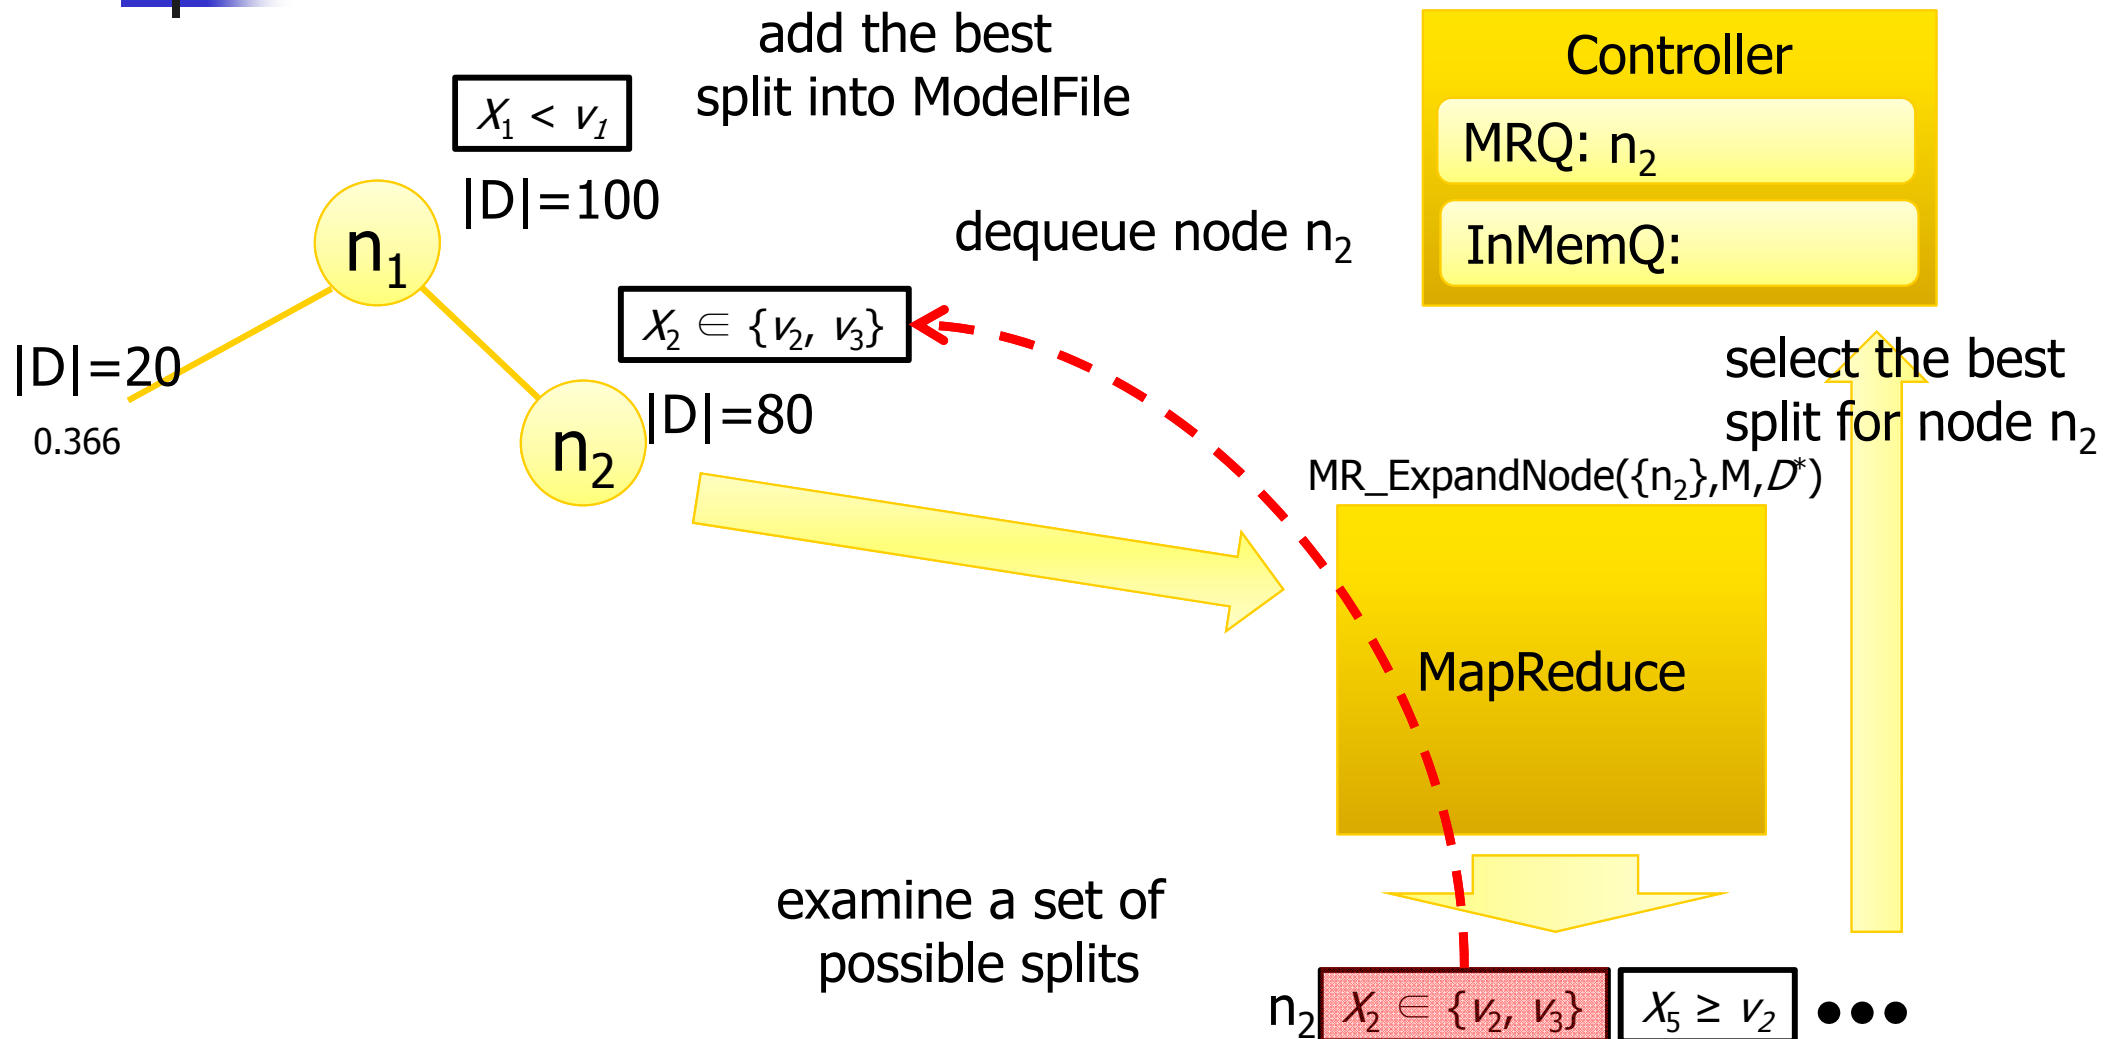 add the best
split into ModelFile
Controller
MRQ: n₂
InMemQ:
X₁ < v₁
|D|=100
n₁
dequeue node n₂
X₂ ∈ {v₂, v₃}
|D|=20
0.366
|D|=80
n₂
select the best
split for node n₂
MR_ExpandNode({n₂},M,D*)
MapReduce
examine a set of
possible splits
n₂ X₂ ∈ {v₂, v₃} X₅ ≥ v₂ •••